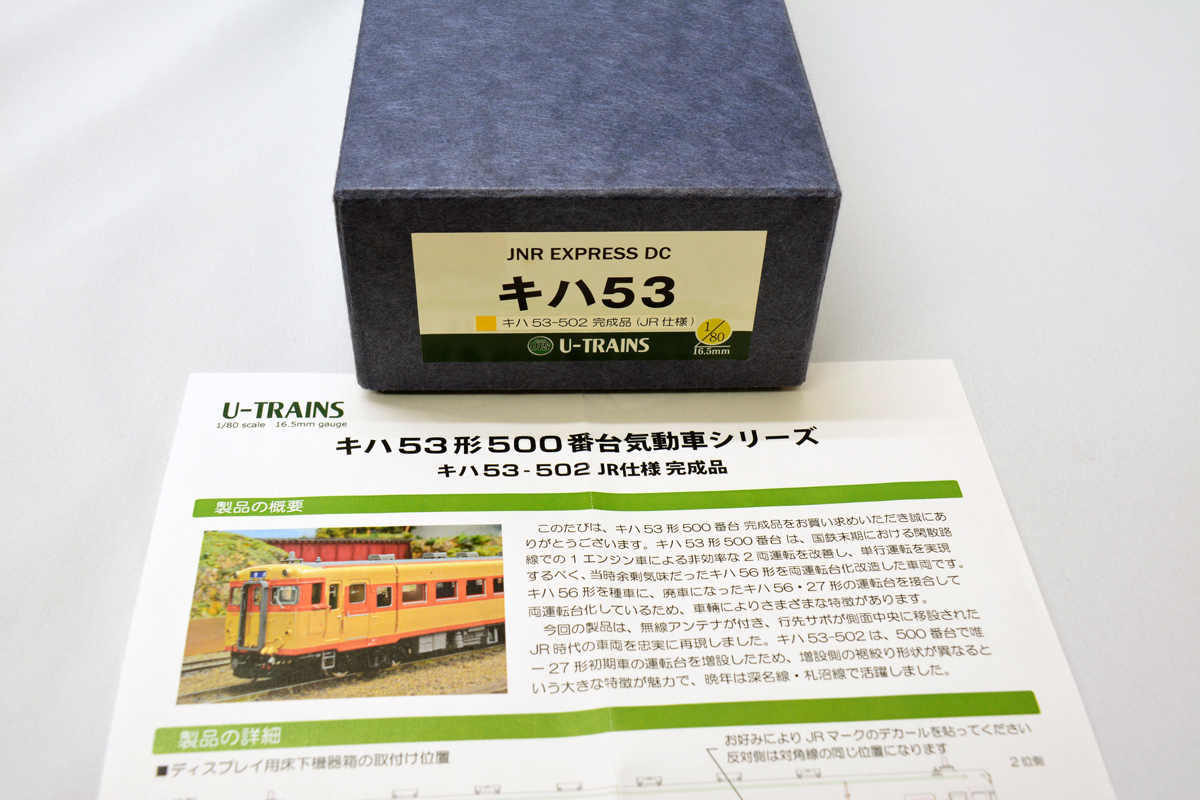 JNR EXPRESS DC
キハ53
キハ53-502 完成品(JR仕様)
1/80
U-TRAINS
16.5mm
U-TRAINS
1/80 scale 16.5mm gauge
キハ53形500番台気動車シリーズ
キハ53-502 JR仕様 完成品
製品の概要
このたびは、キハ53形500番台 完成品をお買い求めいただき誠にあ
りがとうございます。キハ53形500番台 は、国鉄末期における閑散路
線での1エンジン車による非効率な2両運転を改善し、単行運転を実現
するべく、当時余剰気味だったキハ56形を両運転台化改造した車両です。
キハ56形を種車に、廃車になったキハ56・27形の運転台を接合して
両運転台化しているため、車輌によりさまざまな特徴があります。
今回の製品は、無線アンテナが付き、行先サボが側面中央に移設された
JR時代の車両を忠実に再現しました。キハ53-502は、500番台で唯
一27形初期車の運転台を増設したため、増設側の裾絞り形状が異なると
いう大きな特徴が魅力で、晩年は深名線・札沼線で活躍しました。
製品の詳細
■ディスプレイ用床下機器箱の取付け位置
お好みによりJRマークのデカールを貼ってください
反対側は対角線の同じ位置になります
2位側